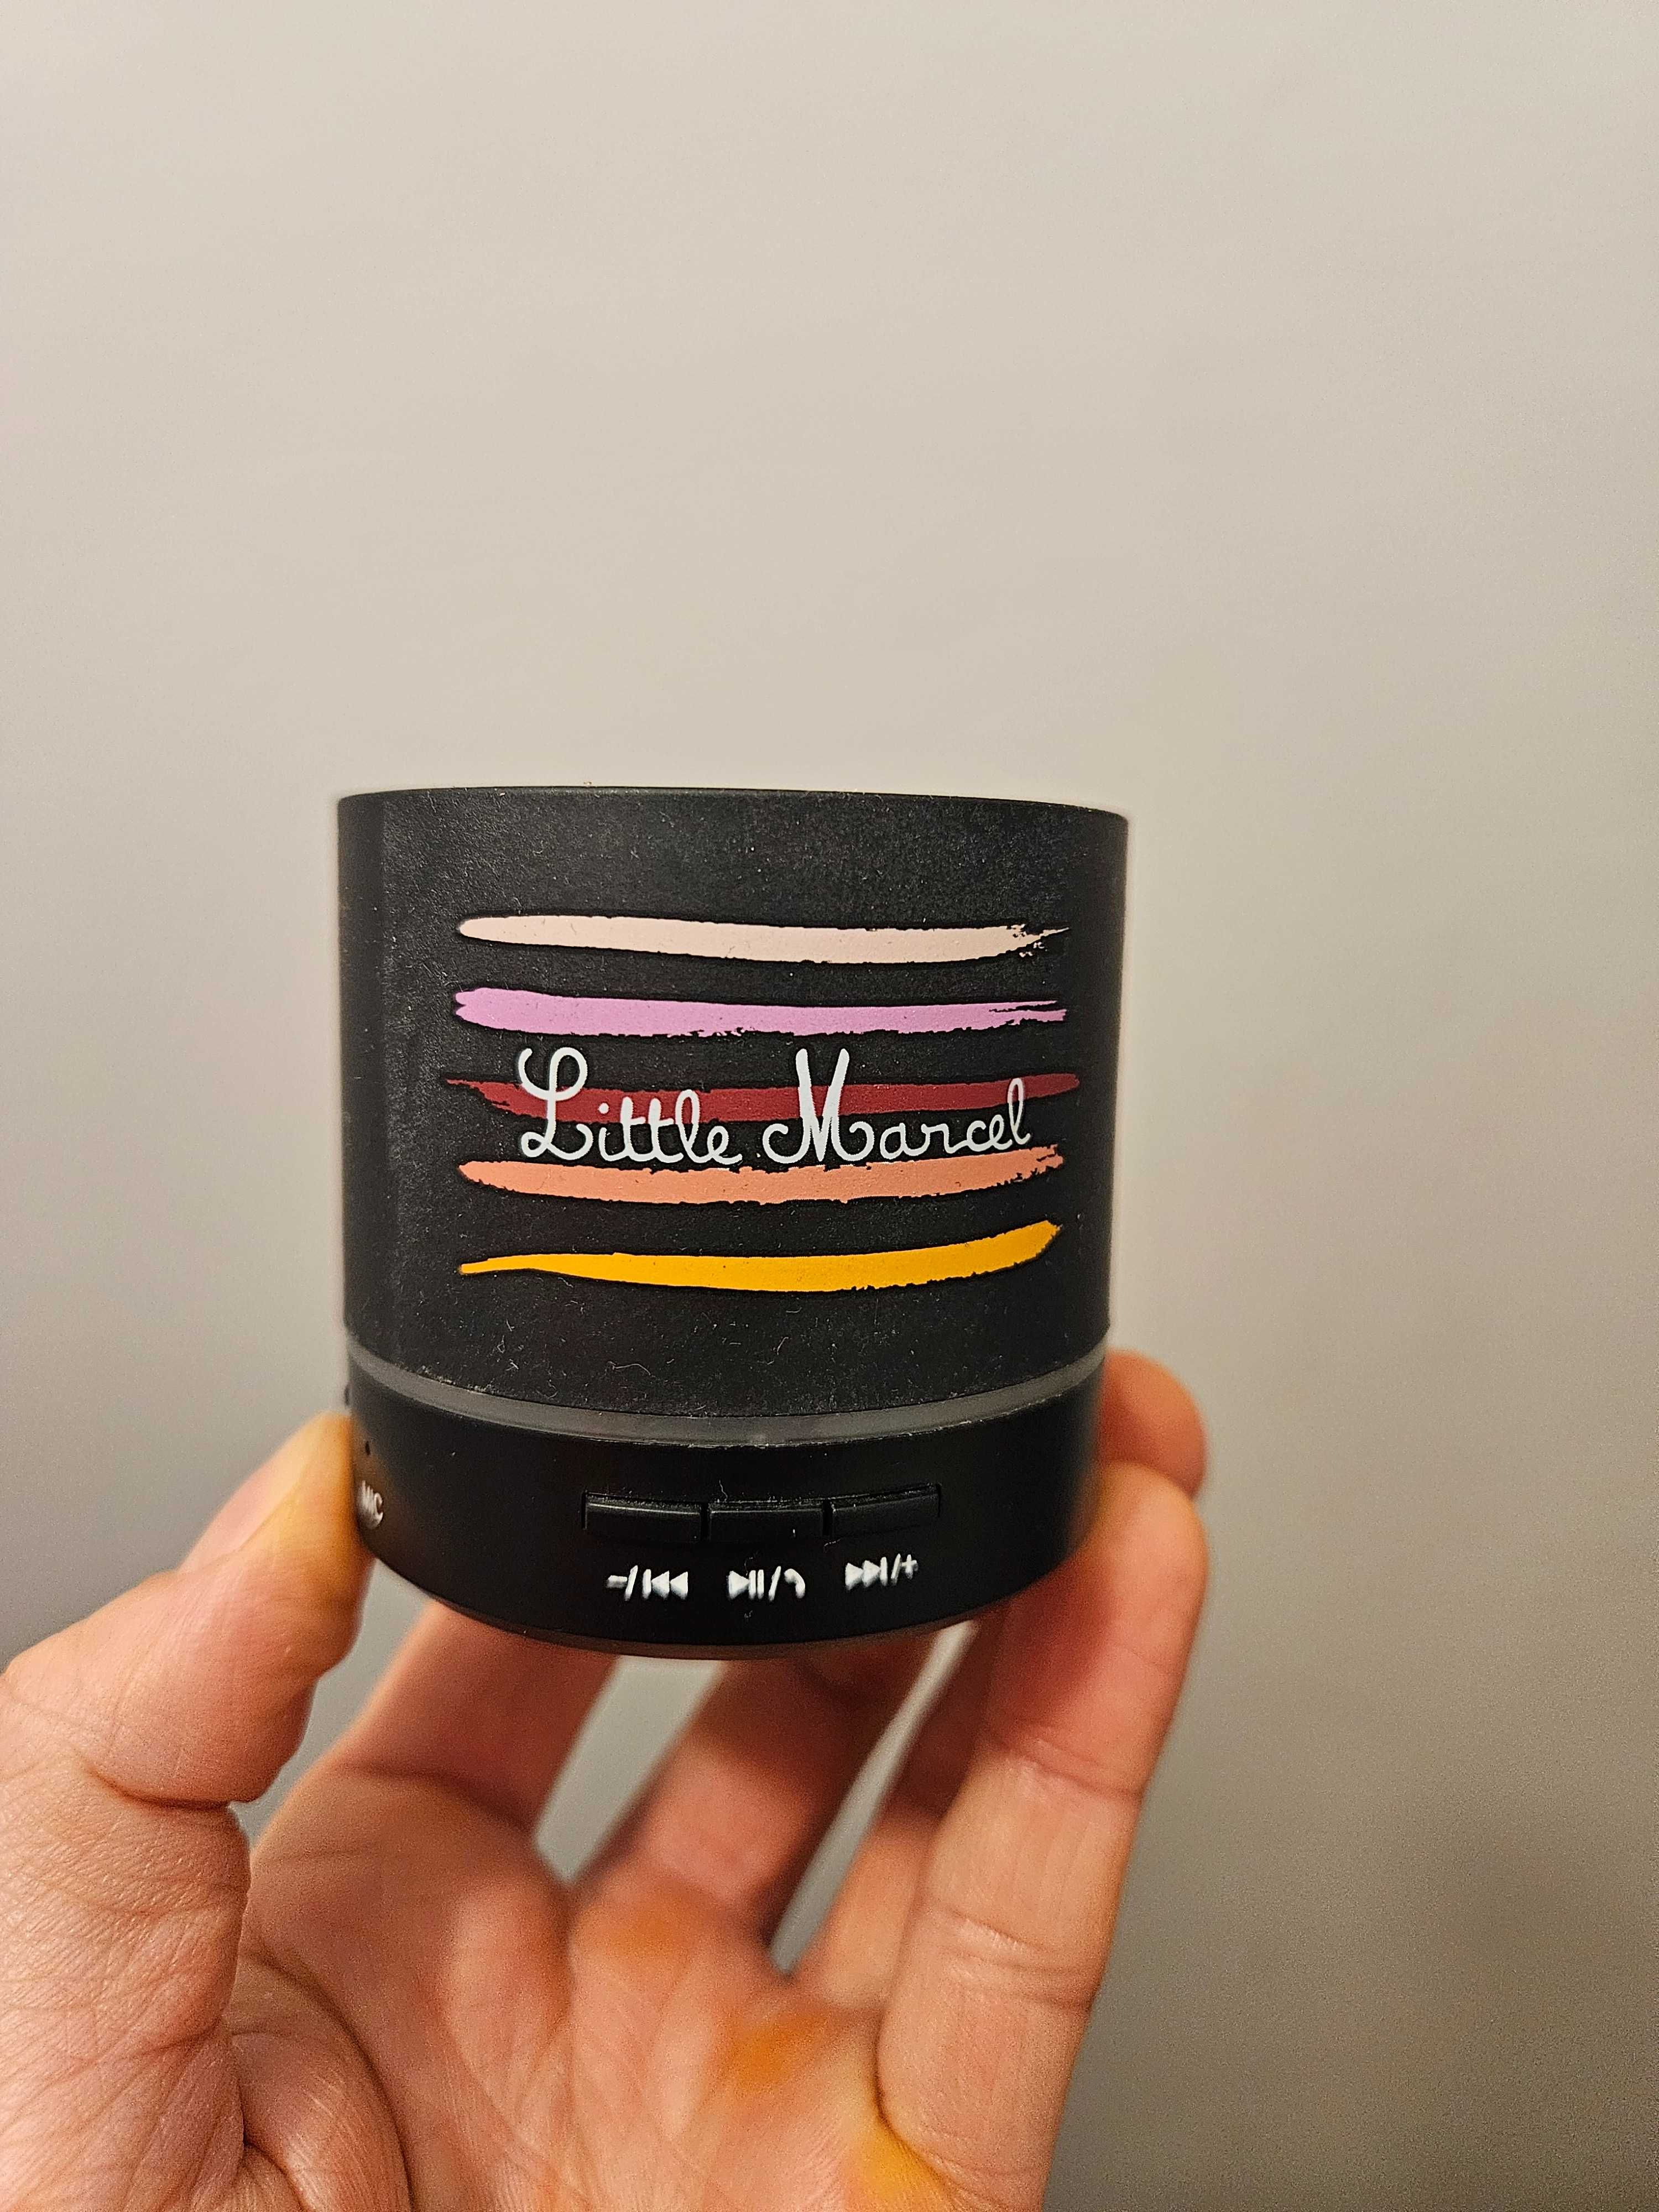 Little Marcel
MIC
-/⏮ ⏯/📞 ⏭/+